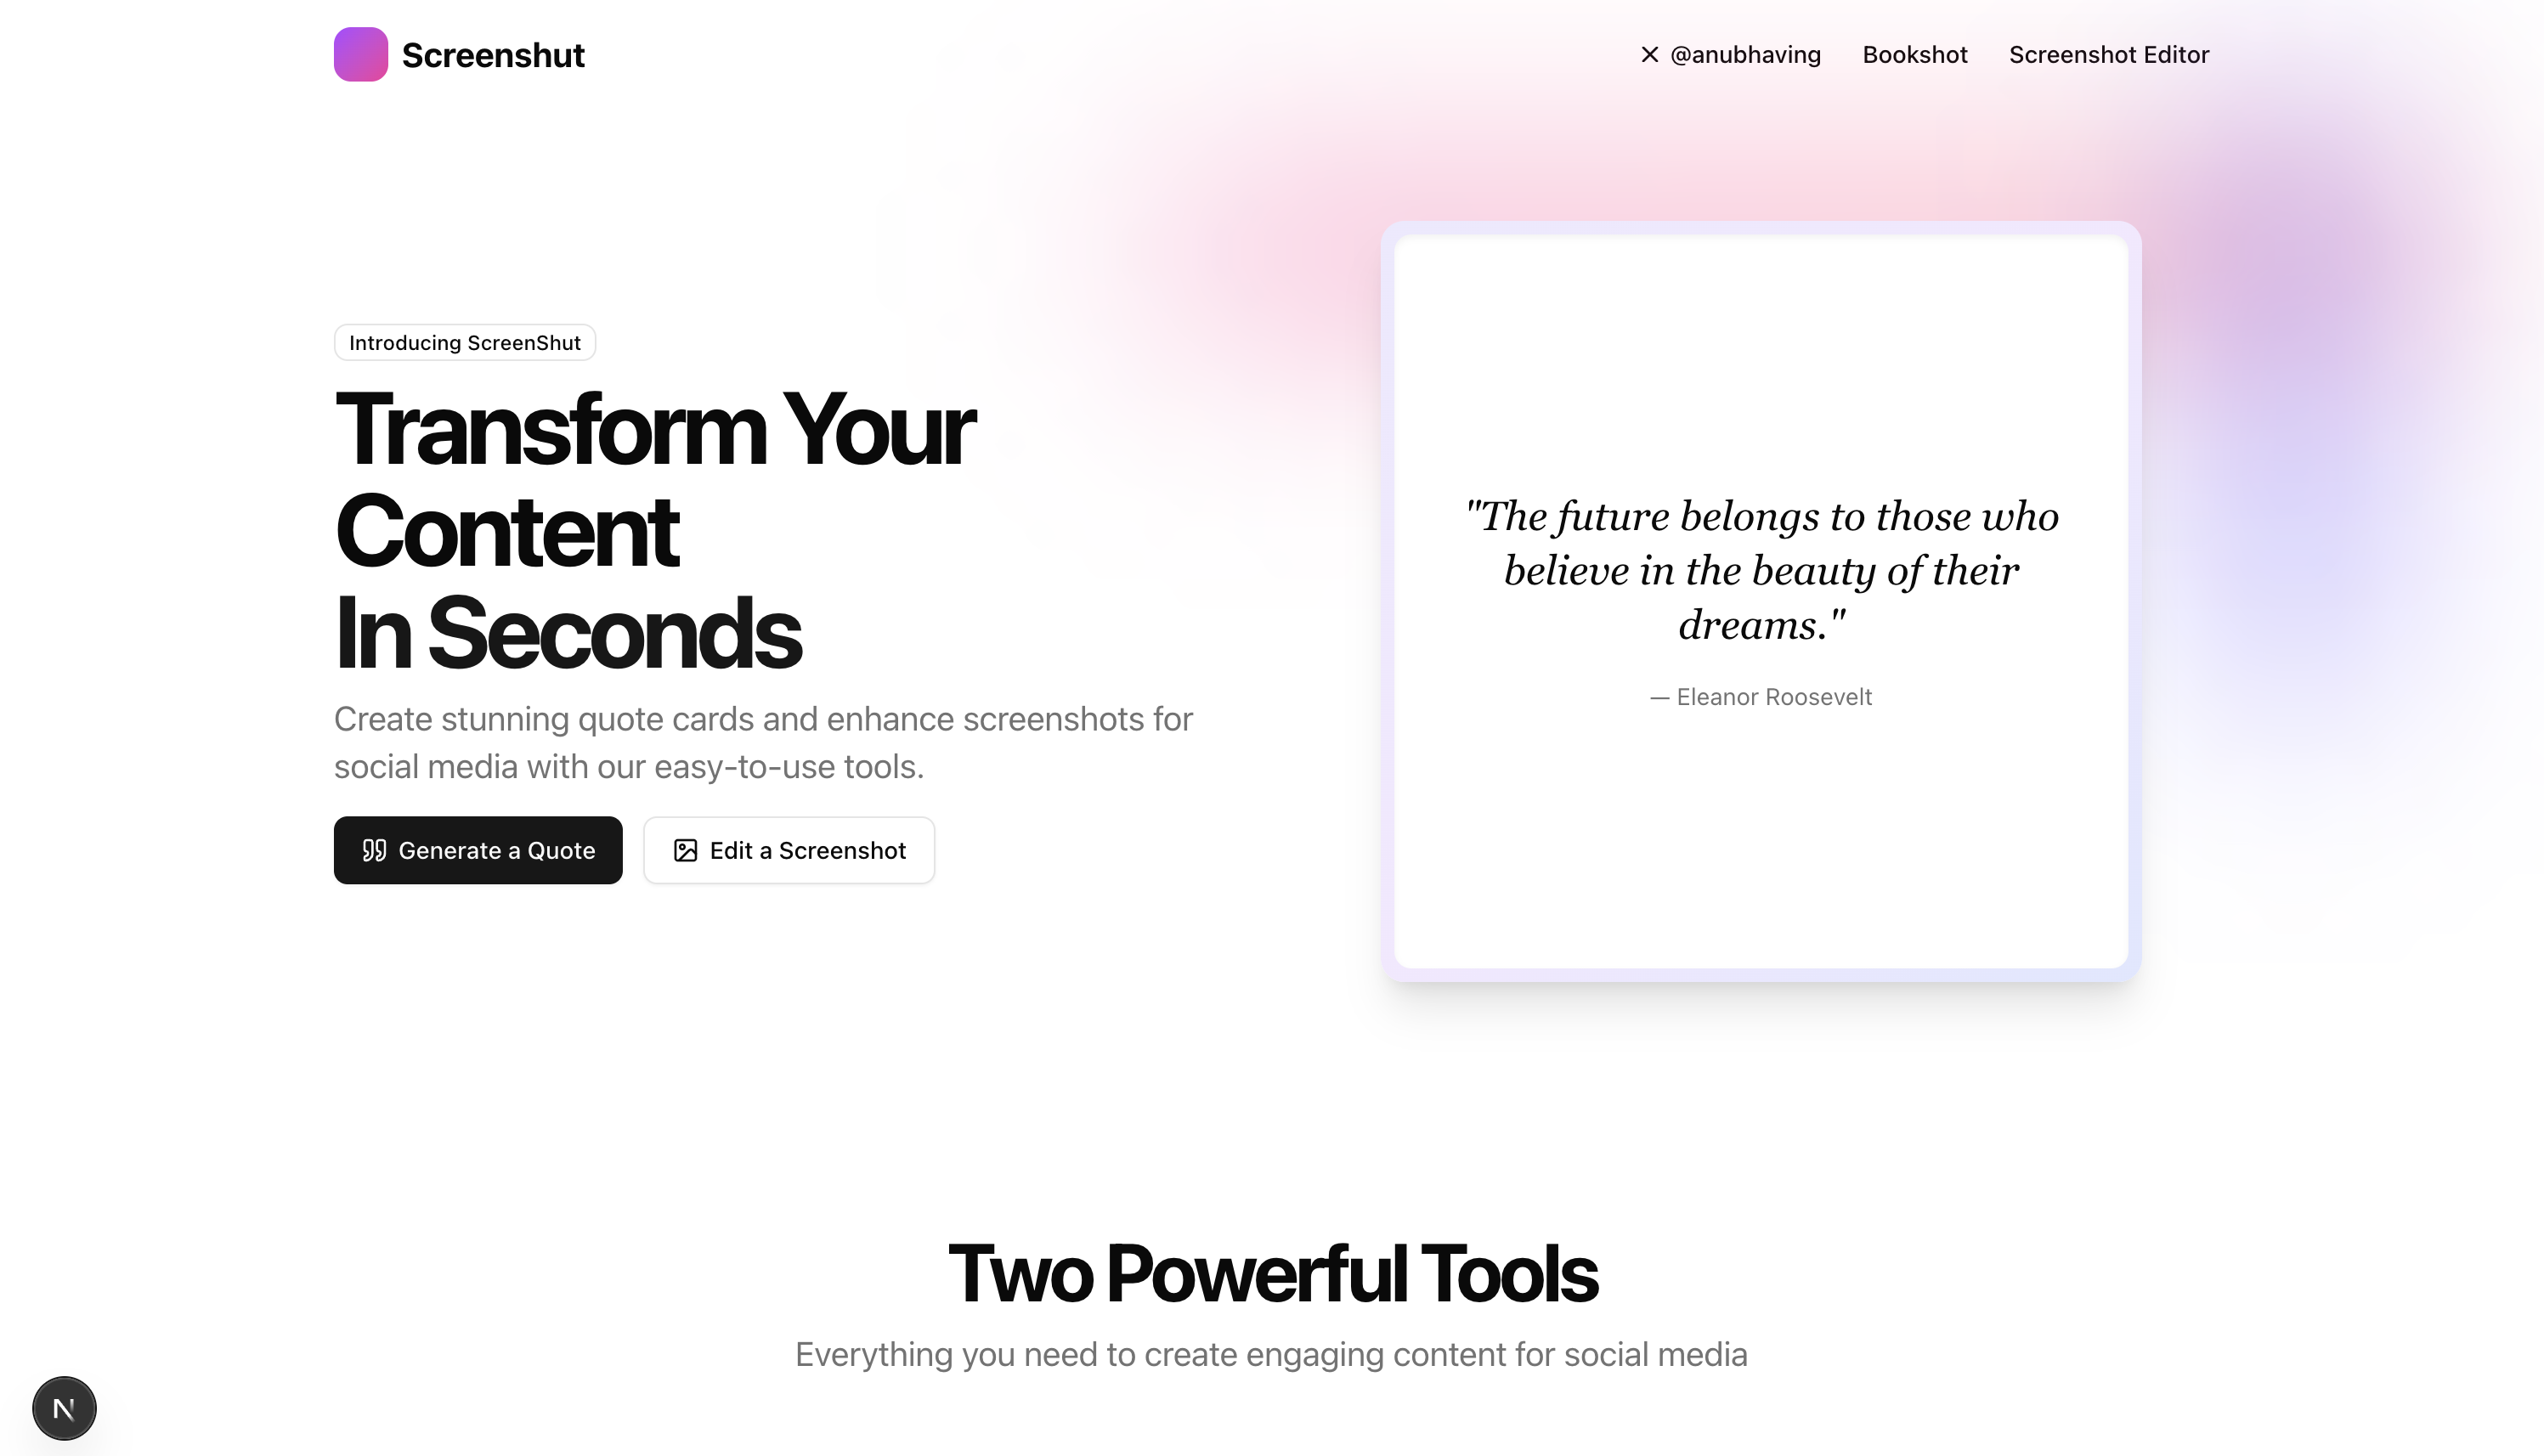 Screenshut
@anubhaving
Bookshot
Screenshot Editor
Introducing ScreenShut
Transform Your
Content
In Seconds
Create stunning quote cards and enhance screenshots for
social media with our easy-to-use tools.
Generate a Quote
Edit a Screenshot
"The future belongs to those who
believe in the beauty of their
dreams."
— Eleanor Roosevelt
Two Powerful Tools
Everything you need to create engaging content for social media
N